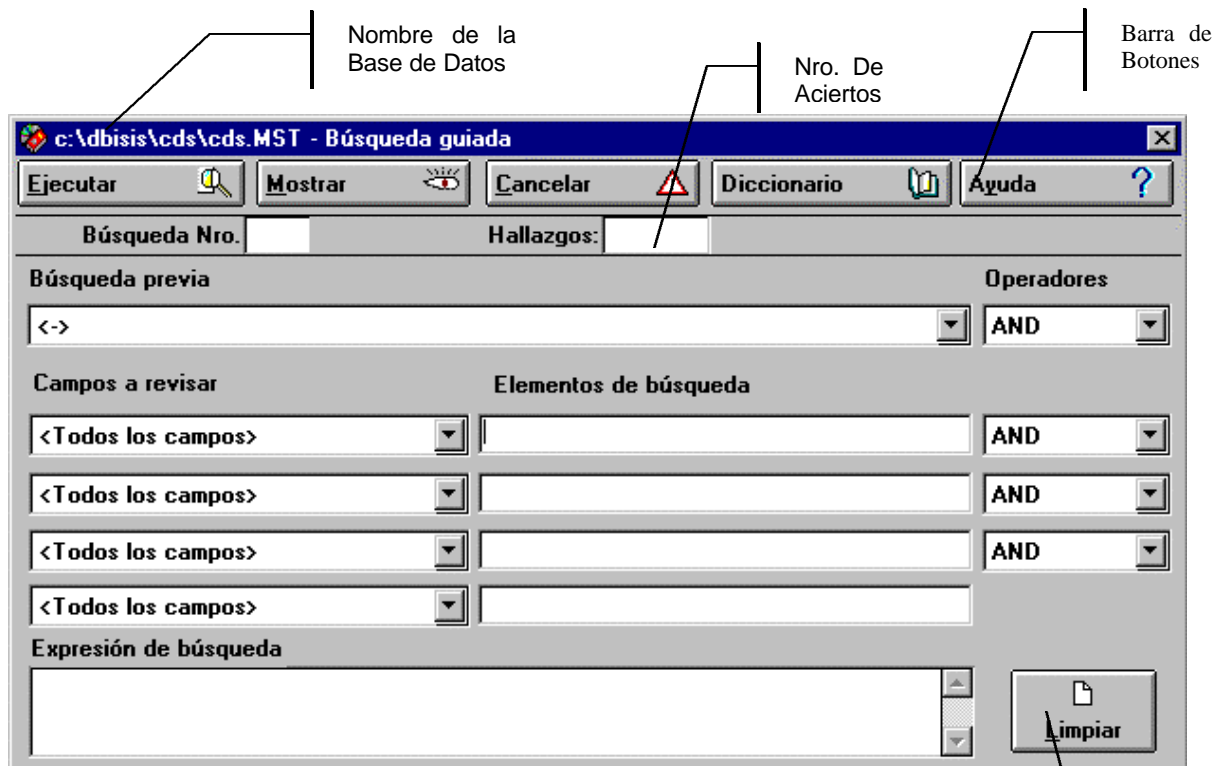 Nombre de la
Base de Datos
Nro. De
Aciertos
Barra de
Botones
c:\dbisis\cds\cds.MST - Búsqueda guiada
Ejecutar Mostrar Cancelar Diccionario Ayuda ?
Búsqueda Nro. Hallazgos:
Búsqueda previa Operadores
<-> AND
Campos a revisar Elementos de búsqueda
<Todos los campos> AND
<Todos los campos> AND
<Todos los campos> AND
<Todos los campos>
Expresión de búsqueda
Limpiar